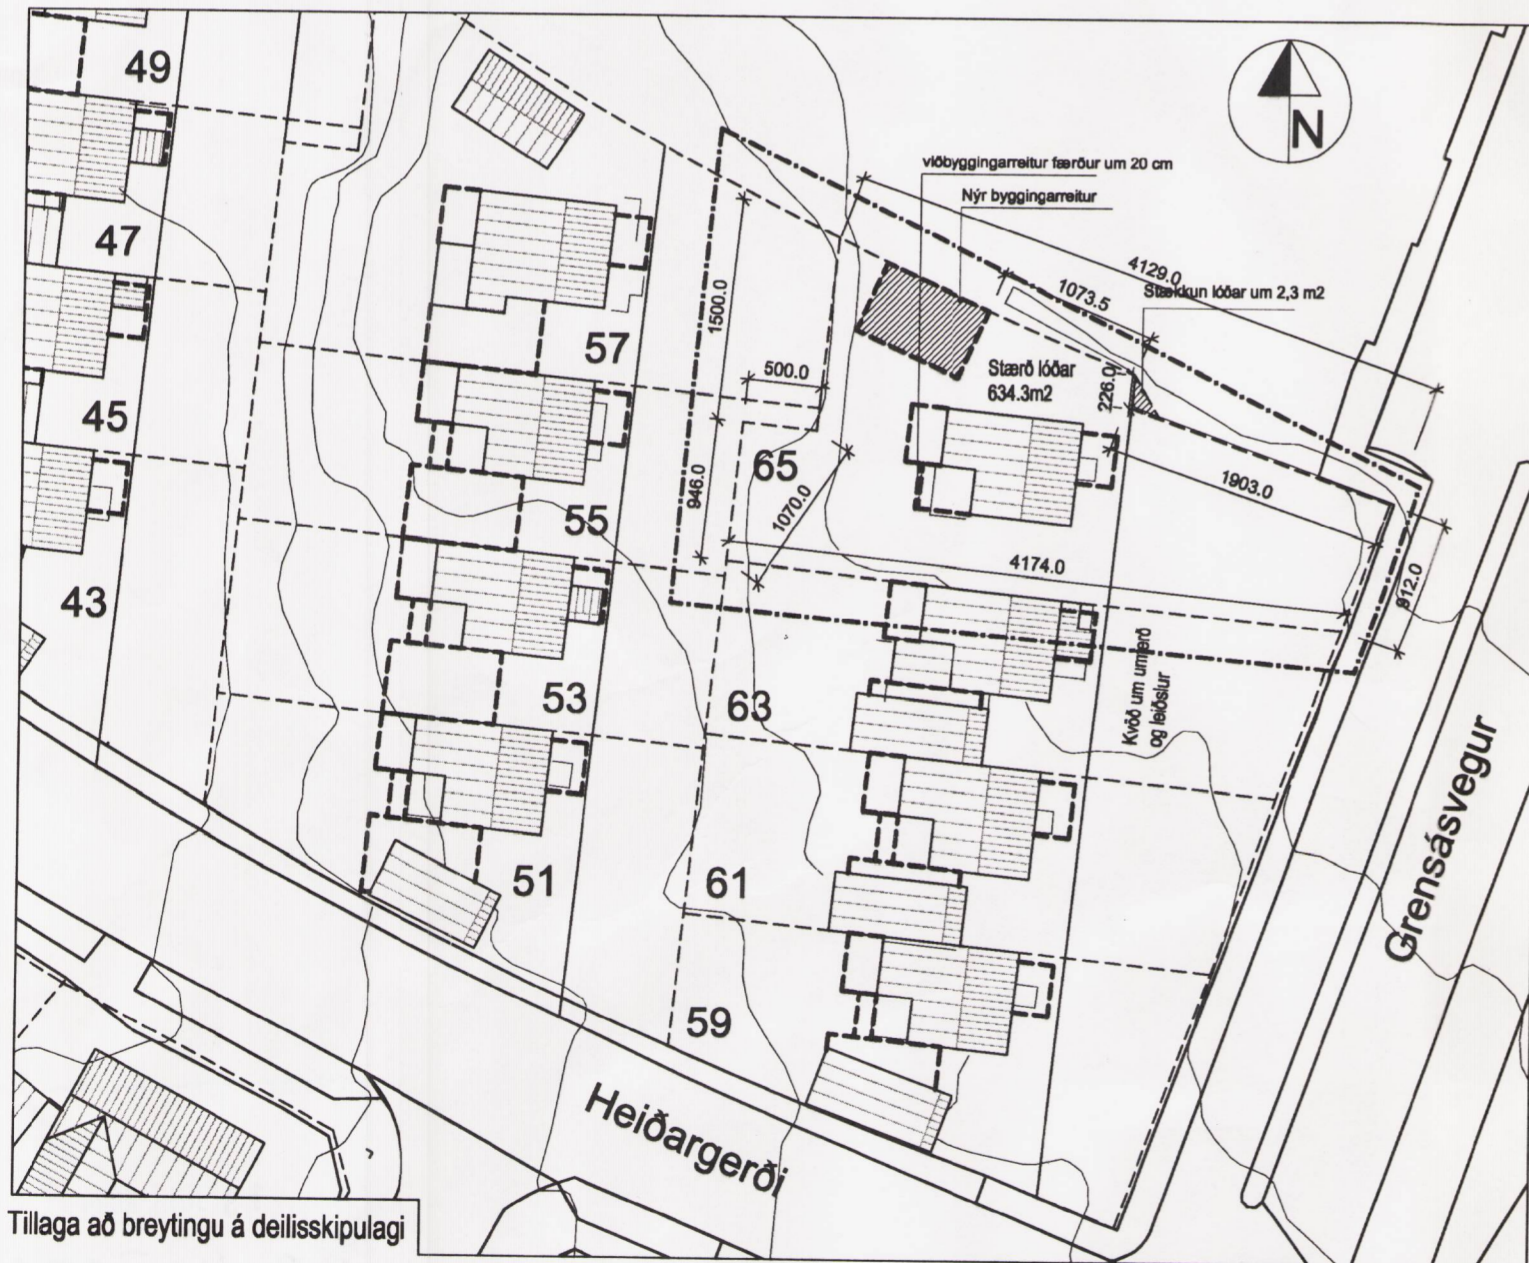 49
N
viðbyggingarreitur færður um 20 cm
Nýr byggingarreitur
47
4129.0
1073.5
Stækkun lóðar um 2,3 m2
1500.0
57
500.0
Stærð lóðar
634.3m2
226.0
45
65
946.0
1070.0
1903.0
55
4174.0
912.0
43
53
63
Kvöð um umferð
og leiðslur
Grensásvegur
51
61
59
Heiðargerði
Tillaga að breytingu á deilisskipulagi